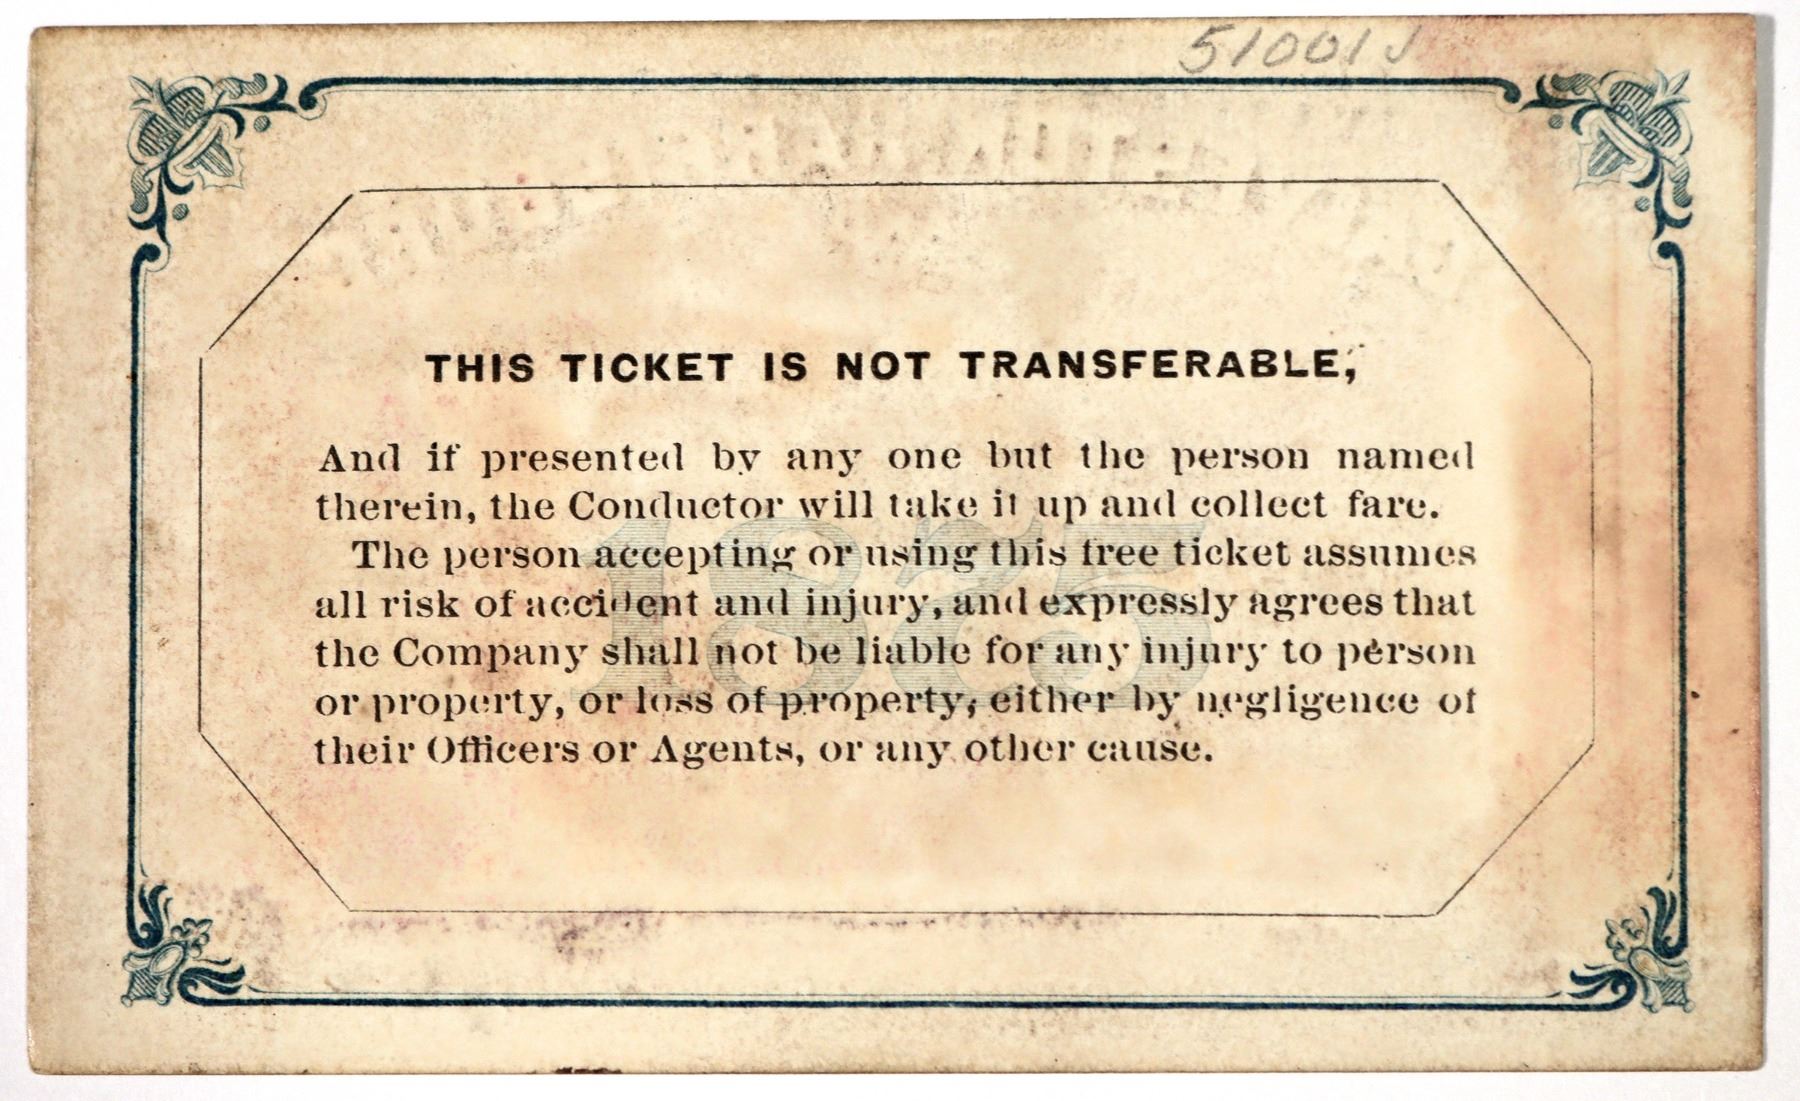 51001J
THIS TICKET IS NOT TRANSFERABLE,
And if presented by any one but the person named
therein, the Conductor will take it up and collect fare.
The person accepting or using this free ticket assumes
all risk of accident and injury, and expressly agrees that
the Company shall not be liable for any injury to person
or property, or loss of property, either by negligence of
their Officers or Agents, or any other cause.
1875